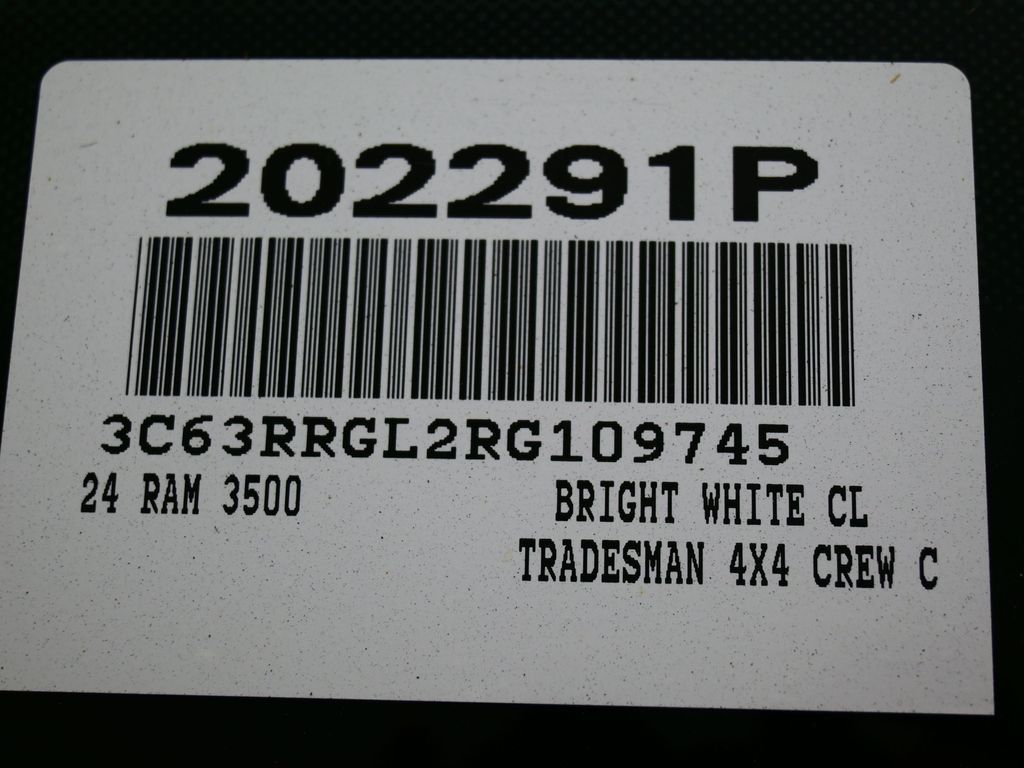 202291P
3C63RRGL2RG109745
24 RAM 3500 BRIGHT WHITE CL
TRADESMAN 4X4 CREW C